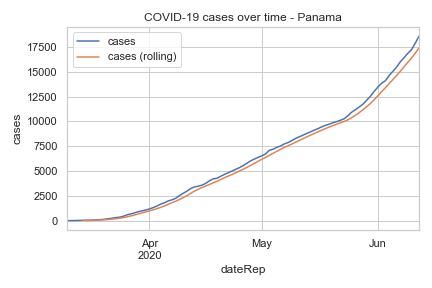 COVID-19 cases over time - Panama
cases
cases (rolling)
17500
15000
12500
10000
7500
5000
2500
0
cases
Apr
2020
May
Jun
dateRep